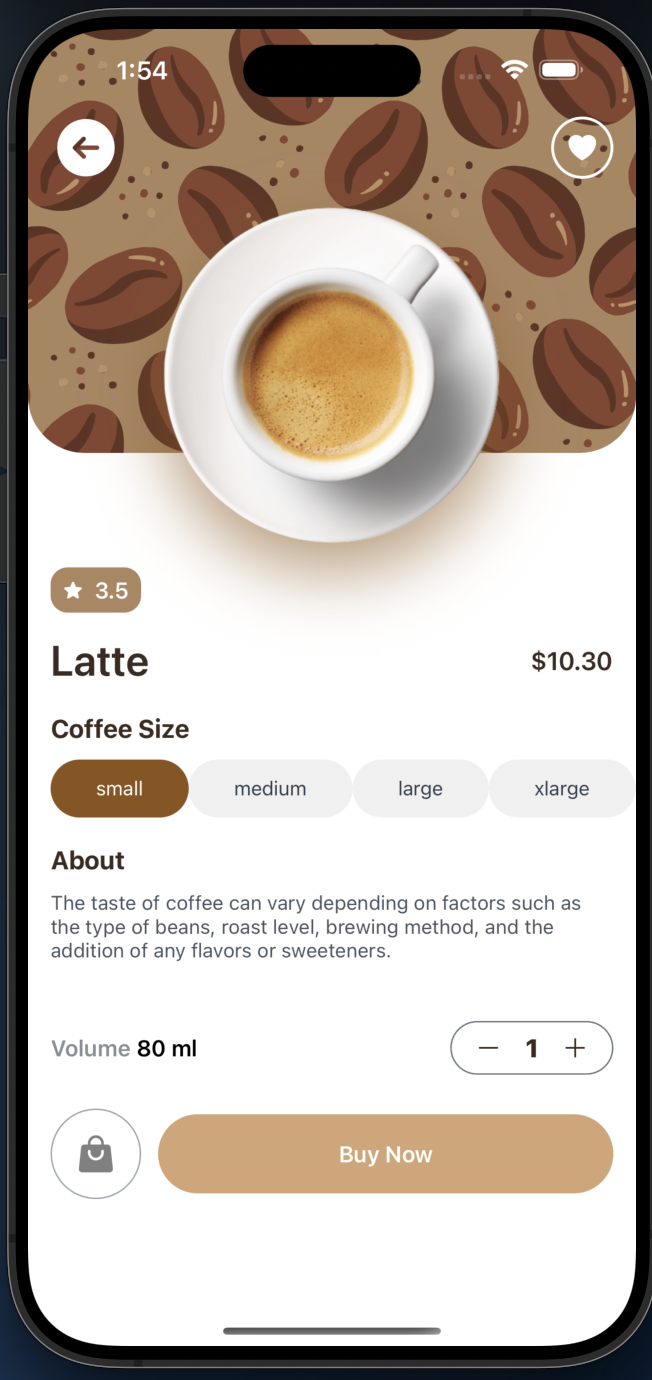 1:54
3.5
Latte
$10.30
Coffee Size
small
medium
large
xlarge
About
The taste of coffee can vary depending on factors such as
the type of beans, roast level, brewing method, and the
addition of any flavors or sweeteners.
Volume 80 ml
1
Buy Now